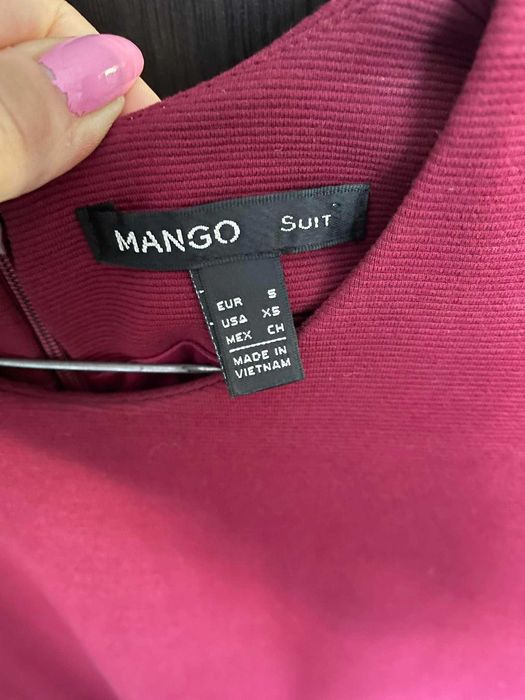 MANGO SUIT
EUR S
USA XS
MEX CH
MADE IN
VIETNAM